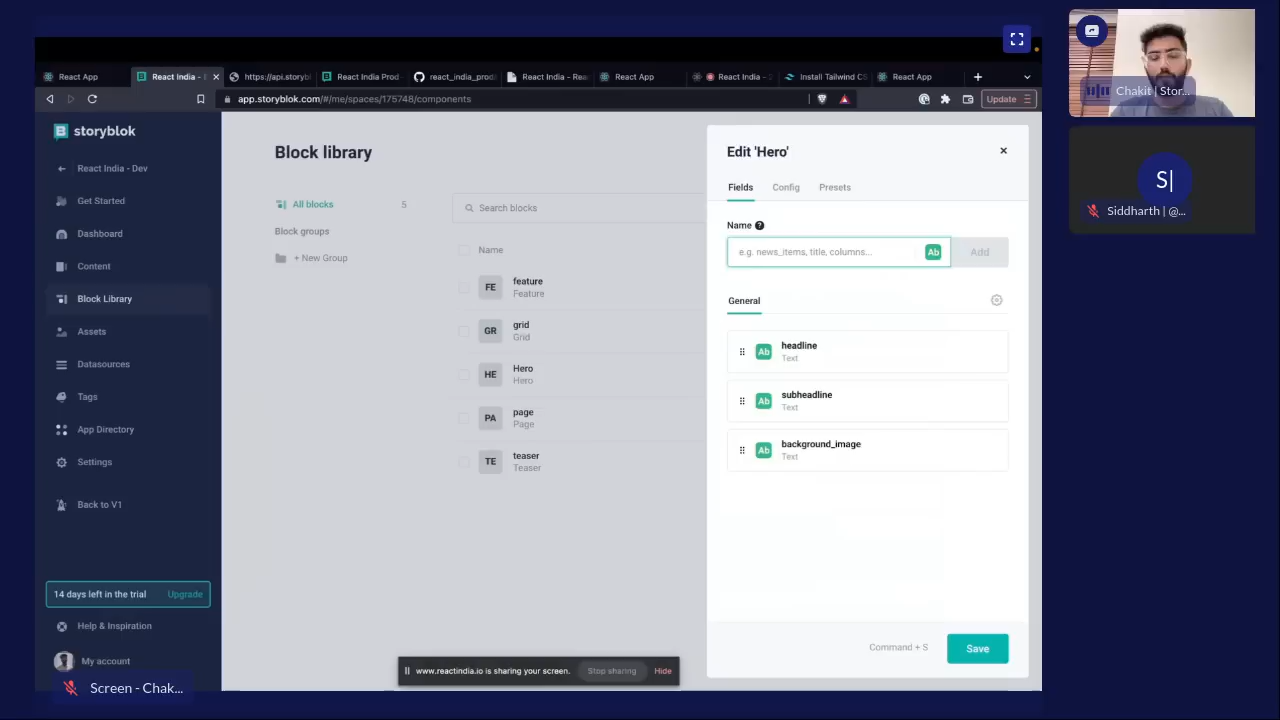 React App
React India - D
https://api.storybl
React India Prod
react_india_prod
React India - Rea
React App
React India -
Install Tailwind CS
React App
app.storyblok.com/#/me/spaces/175748/components
Update
storyblok
React India - Dev
Get Started
Dashboard
Content
Block Library
Assets
Datasources
Tags
App Directory
Settings
Back to V1
14 days left in the trial
Upgrade
Help & Inspiration
My account
Screen - Chak...
Block library
All blocks
5
Block groups
+ New Group
Search blocks
Name
FE
feature
Feature
GR
grid
Grid
HE
Hero
Hero
PA
page
Page
TE
teaser
Teaser
www.reactindia.io is sharing your screen.
Stop sharing
Hide
Edit 'Hero'
Fields
Config
Presets
Name
e.g. news_items, title, columns...
Ab
Add
General
Ab
headline
Text
Ab
subheadline
Text
Ab
background_image
Text
Command + S
Save
Chakit | Stor...
S|
Siddharth | @...